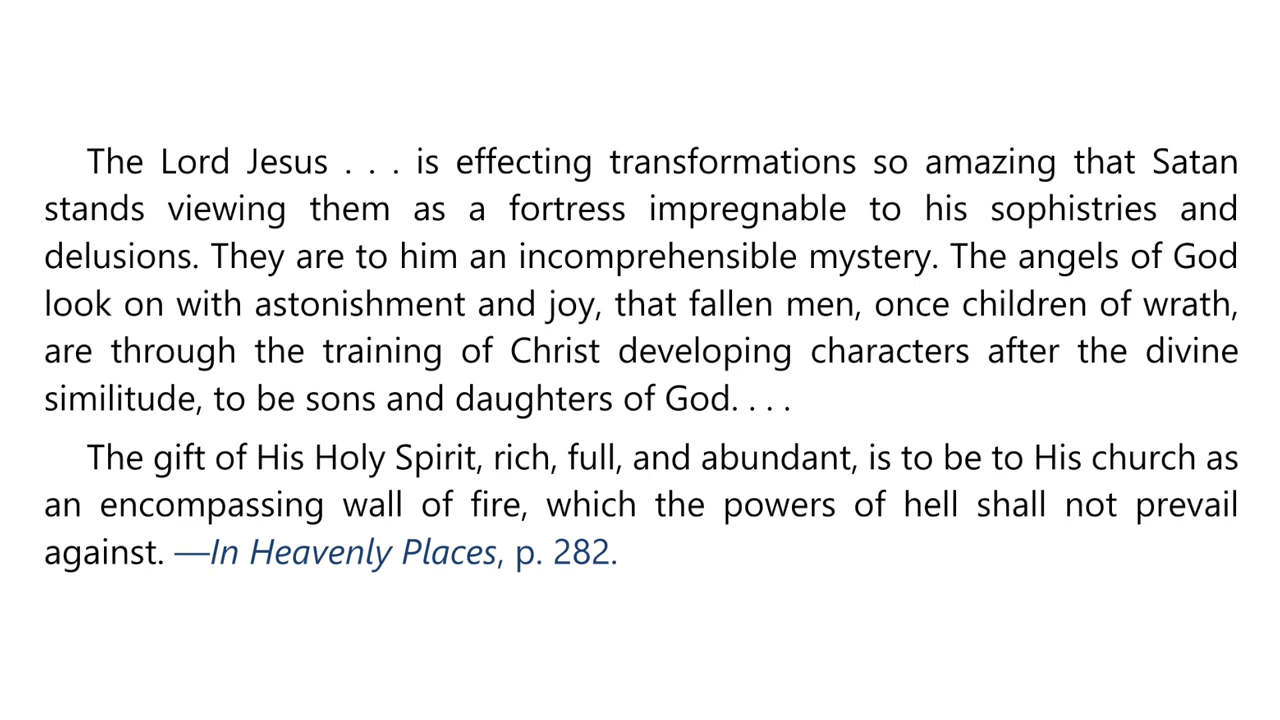 The Lord Jesus . . . is effecting transformations so amazing that Satan
stands viewing them as a fortress impregnable to his sophistries and
delusions. They are to him an incomprehensible mystery. The angels of God
look on with astonishment and joy, that fallen men, once children of wrath,
are through the training of Christ developing characters after the divine
similitude, to be sons and daughters of God. . . .
The gift of His Holy Spirit, rich, full, and abundant, is to be to His church as
an encompassing wall of fire, which the powers of hell shall not prevail
against. —In Heavenly Places, p. 282.